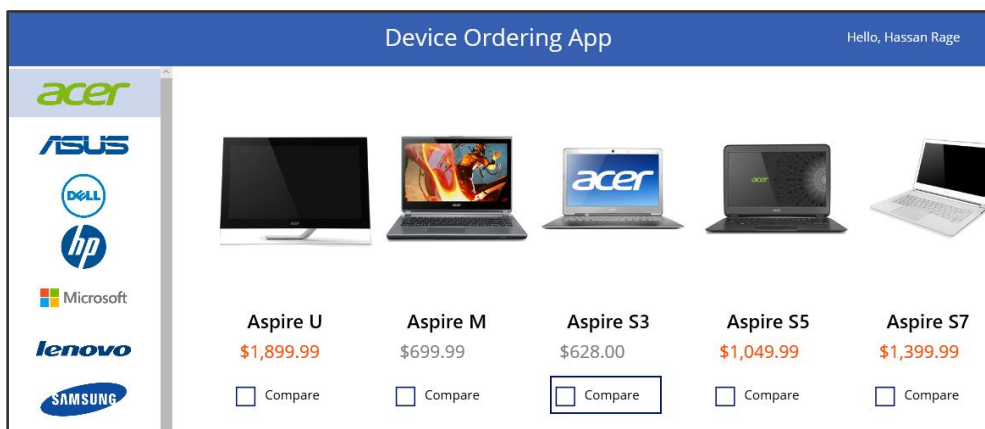 Device Ordering App
Hello, Hassan Rage
acer
ASUS
DELL
hp
Microsoft
lenovo
SAMSUNG
acer
acer
Aspire U
Aspire M
Aspire S3
Aspire S5
Aspire S7
$1,899.99
$699.99
$628.00
$1,049.99
$1,399.99
Compare
Compare
Compare
Compare
Compare